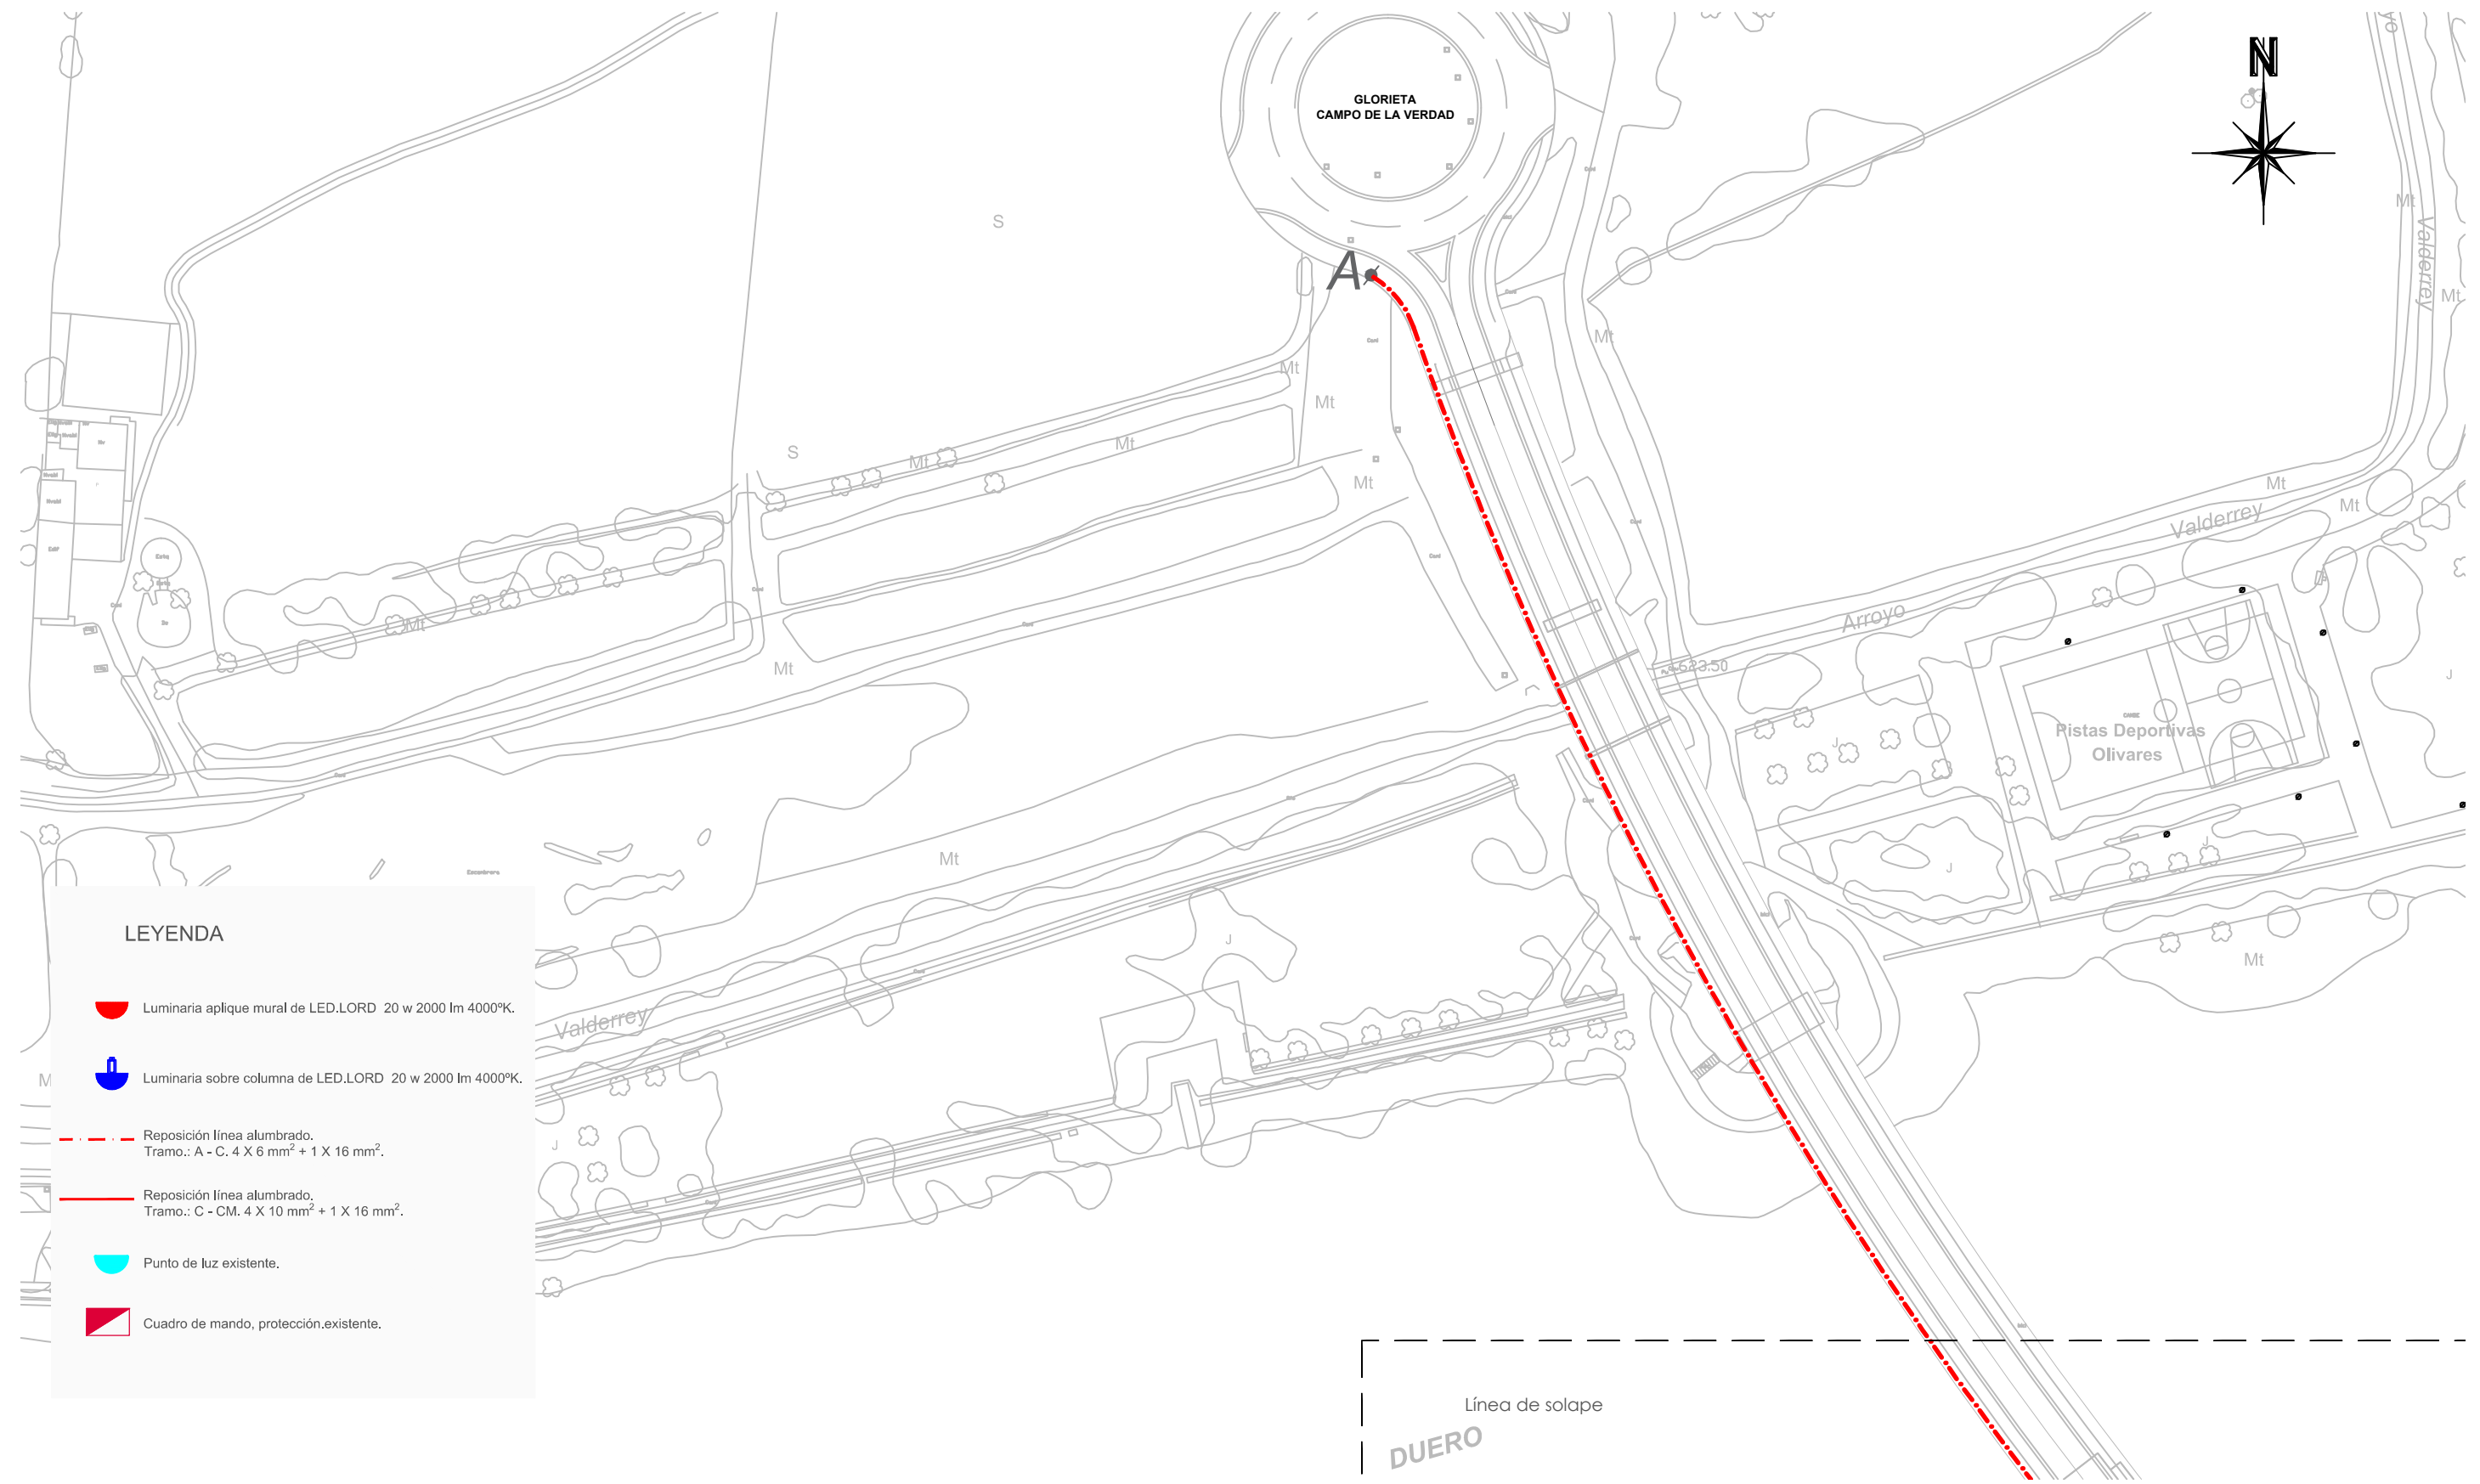 GLORIETA
CAMPO DE LA VERDAD
N
S
A
Mt
Valderrey
Mt
Mt
Mt
Mt
S
Mt
Mt
Mt
Mt
Mt
Valderrey
Arroyo
Mt
623.50
Mt
J
Pistas Deportivas
Olivares
J
Mt
J
J
J
Mt
Valderrey
J
LEYENDA
Luminaria aplique mural de LED.LORD 20 w 2000 lm 4000ºK.
Luminaria sobre columna de LED.LORD 20 w 2000 lm 4000ºK.
Reposición línea alumbrado.
Tramo.: A - C. 4 X 6 mm² + 1 X 16 mm².
Reposición línea alumbrado.
Tramo.: C - CM. 4 X 10 mm² + 1 X 16 mm².
Punto de luz existente.
Cuadro de mando, protección.existente.
Línea de solape
DUERO